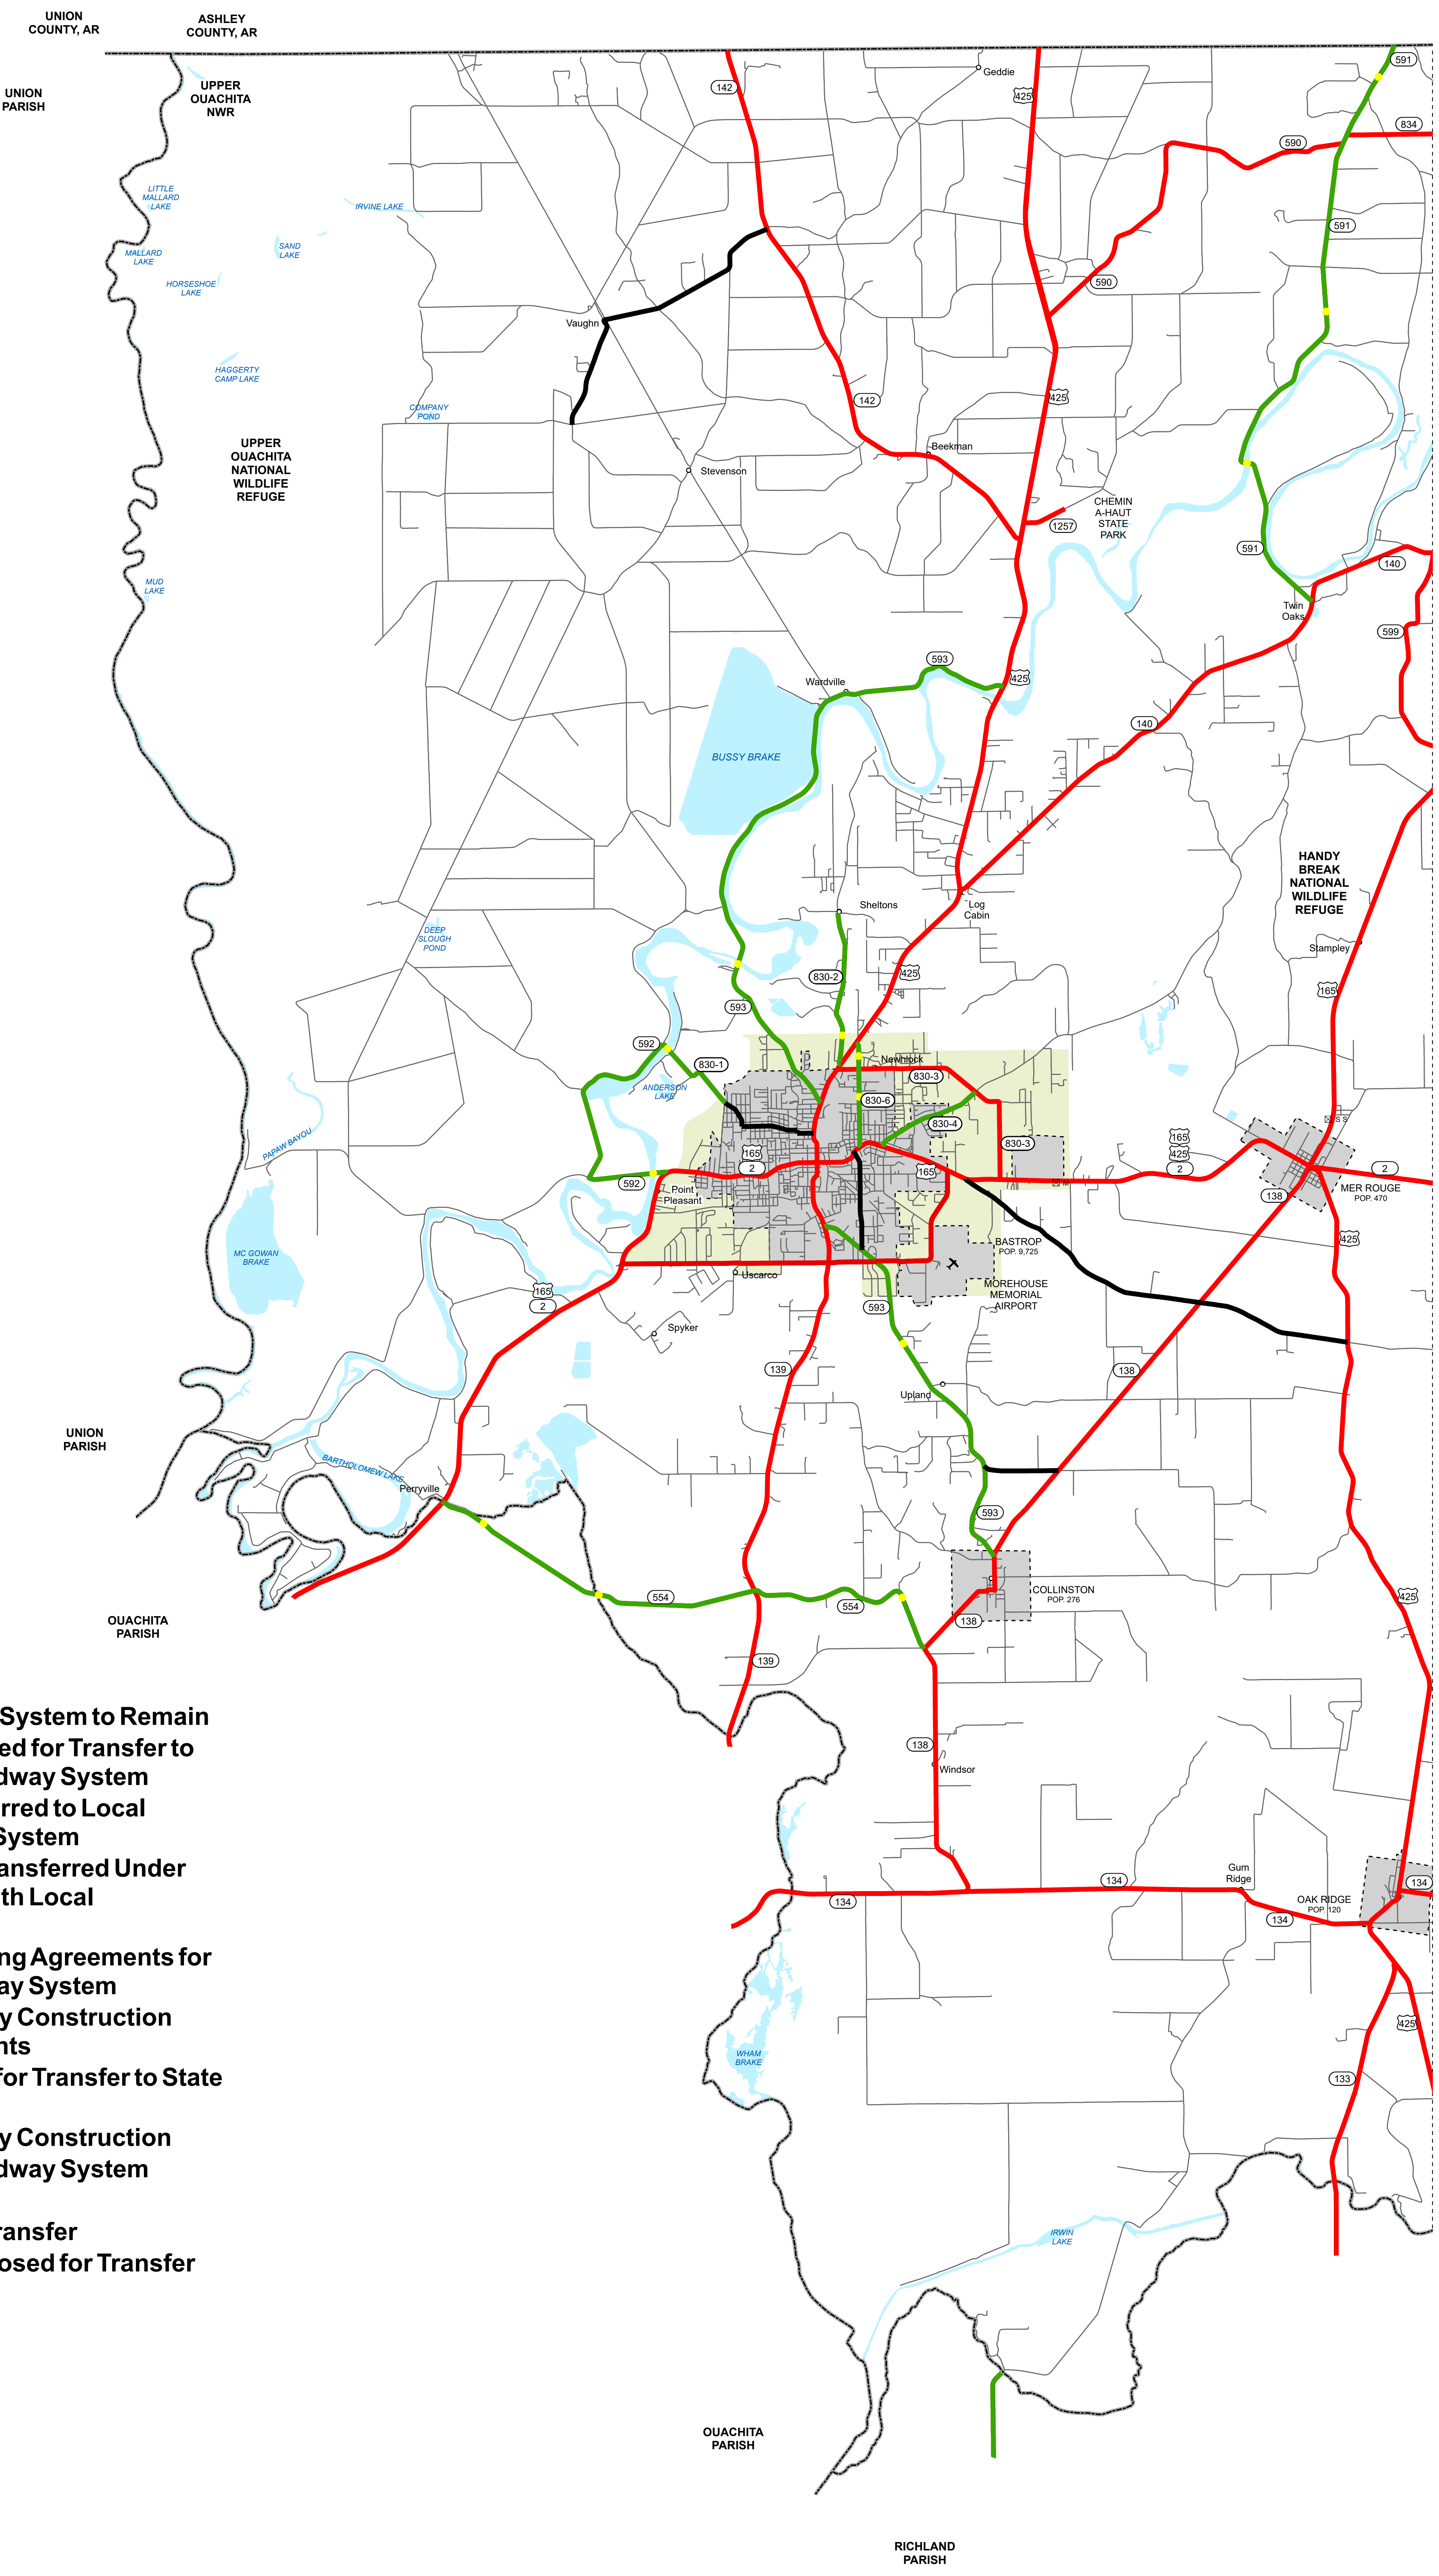 UNION
COUNTY, AR
ASHLEY
COUNTY, AR
UNION
PARISH
UPPER
OUACHITA
NWR
142
Geddie
425
591
834
590
LITTLE
MALLARD
LAKE
IRVINE LAKE
591
SAND
LAKE
MALLARD
LAKE
HORSESHOE
LAKE
590
Vaughn
HAGGERTY
CAMP LAKE
COMPANY
POND
142
425
UPPER
OUACHITA
NATIONAL
WILDLIFE
REFUGE
Beekman
Stevenson
CHEMIN
A-HAUT
STATE
PARK
1257
591
140
MUD
LAKE
Twin
Oaks
599
593
425
Wardville
140
BUSSY BRAKE
HANDY
BREAK
NATIONAL
WILDLIFE
REFUGE
Sheltons
Log
Cabin
DEEP
SLOUGH
POND
Stampley
830-2
425
165
593
592
830-1
Newhlock
830-3
ANDERSON
LAKE
830-6
830-4
830-3
S S
PAPAW BAYOU
165
2
165
165
425
2
2
M
592
Point
Pleasant
138
MER ROUGE
POP. 470
MC GOWAN
BRAKE
BASTROP
POP. 9,725
425
Uscarco
165
2
MOREHOUSE
MEMORIAL
AIRPORT
593
Spyker
139
138
Upland
UNION
PARISH
BARTHOLOMEW LAKE
Perryville
593
554
554
COLLINSTON
POP. 276
138
425
OUACHITA
PARISH
139
System to Remain
ed for Transfer to
dway System
rred to Local
System
ansferred Under
th Local
ng Agreements for
ay System
y Construction
nts
for Transfer to State
y Construction
dway System
ransfer
osed for Transfer
138
Windsor
Gum
Ridge
134
134
134
OAK RIDGE
POP. 120
134
425
WHAM
BRAKE
133
IRWIN
LAKE
OUACHITA
PARISH
RICHLAND
PARISH